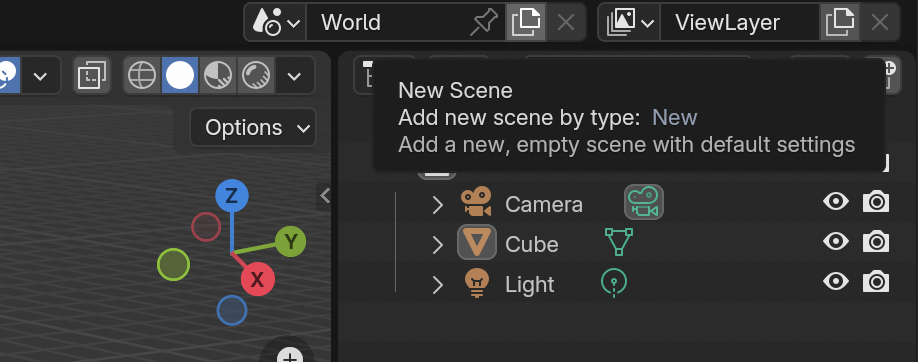 World
ViewLayer
Options
New Scene
Add new scene by type: New
Add a new, empty scene with default settings
Z
Y
X
Camera
Cube
Light